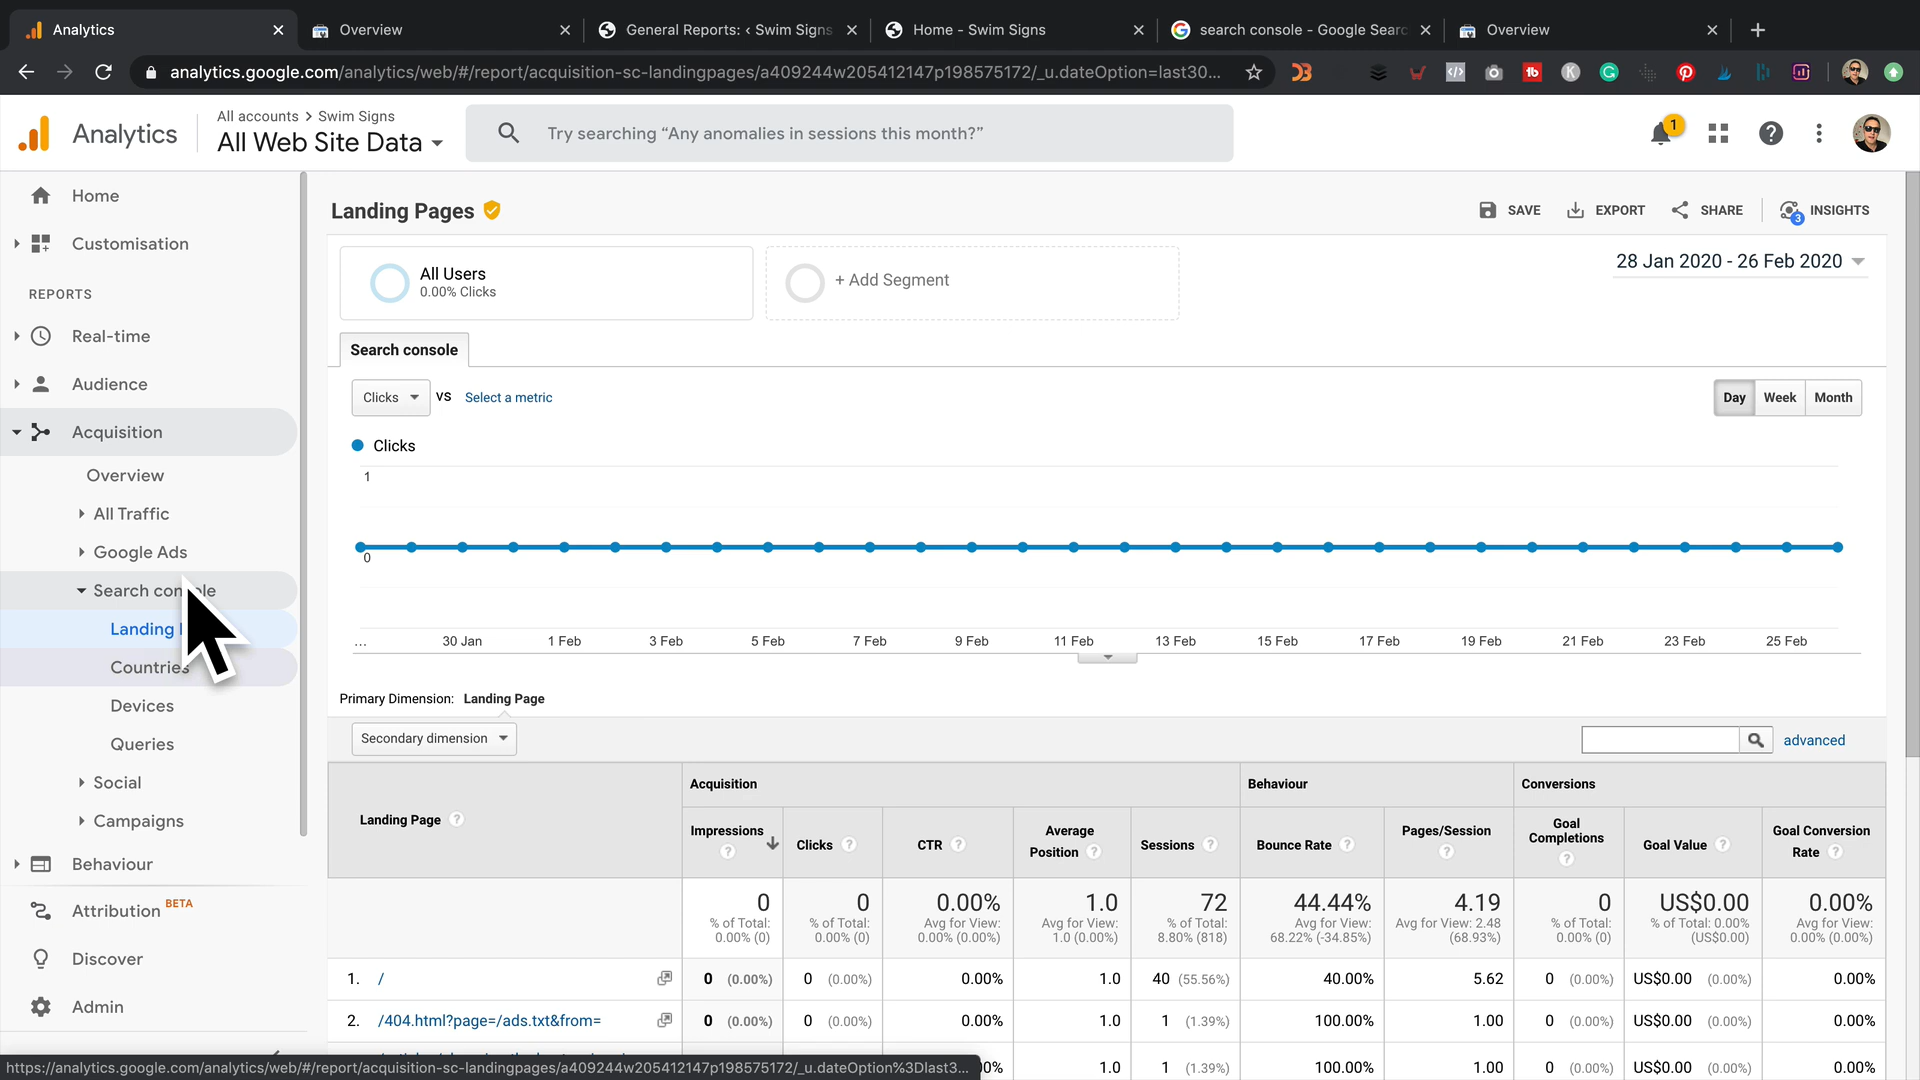 Analytics
Overview
General Reports: ‹ Swim Signs
Home - Swim Signs
search console - Google Searc
Overview
analytics.google.com/analytics/web/#/report/acquisition-sc-landingpages/a409244w205412147p198575172/_u.dateOption=last30...
Analytics
All accounts > Swim Signs
All Web Site Data
Try searching “Any anomalies in sessions this month?”
1
Home
Customisation
REPORTS
Real-time
Audience
Acquisition
Overview
All Traffic
Google Ads
Search console
Landing
Countries
Devices
Queries
Social
Campaigns
Behaviour
Attribution BETA
Discover
Admin
Landing Pages
SAVE
EXPORT
SHARE
3
INSIGHTS
All Users
0.00% Clicks
+ Add Segment
28 Jan 2020 - 26 Feb 2020
Search console
Clicks
VS
Select a metric
Day
Week
Month
Clicks
1
0
...
30 Jan
1 Feb
3 Feb
5 Feb
7 Feb
9 Feb
11 Feb
13 Feb
15 Feb
17 Feb
19 Feb
21 Feb
23 Feb
25 Feb
Primary Dimension: Landing Page
Secondary dimension
advanced
Landing Page
Acquisition
Behaviour
Conversions
Impressions
Clicks
CTR
Average Position
Sessions
Bounce Rate
Pages/Session
Goal Completions
Goal Value
Goal Conversion Rate
0
% of Total: 0.00% (0)
0
% of Total: 0.00% (0)
0.00%
Avg for View: 0.00% (0.00%)
1.0
Avg for View: 1.0 (0.00%)
72
% of Total: 8.80% (818)
44.44%
Avg for View: 68.22% (-34.85%)
4.19
Avg for View: 2.48 (68.93%)
0
% of Total: 0.00% (0)
US$0.00
% of Total: 0.00% (US$0.00)
0.00%
Avg for View: 0.00% (0.00%)
1. / 0 (0.00%) 0 (0.00%) 0.00% 1.0 40 (55.56%) 40.00% 5.62 0 (0.00%) US$0.00 (0.00%) 0.00%
2. /404.html?page=/ads.txt&from= 0 (0.00%) 0 (0.00%) 0.00% 1.0 1 (1.39%) 100.00% 1.00 0 (0.00%) US$0.00 (0.00%) 0.00%
0% 1.0 1 (1.39%) 100.00% 1.00 0 (0.00%) US$0.00 (0.00%) 0.00%
https://analytics.google.com/analytics/web/#/report/acquisition-sc-landingpages/a409244w205412147p198575172/_u.dateOption%3Dlast3...